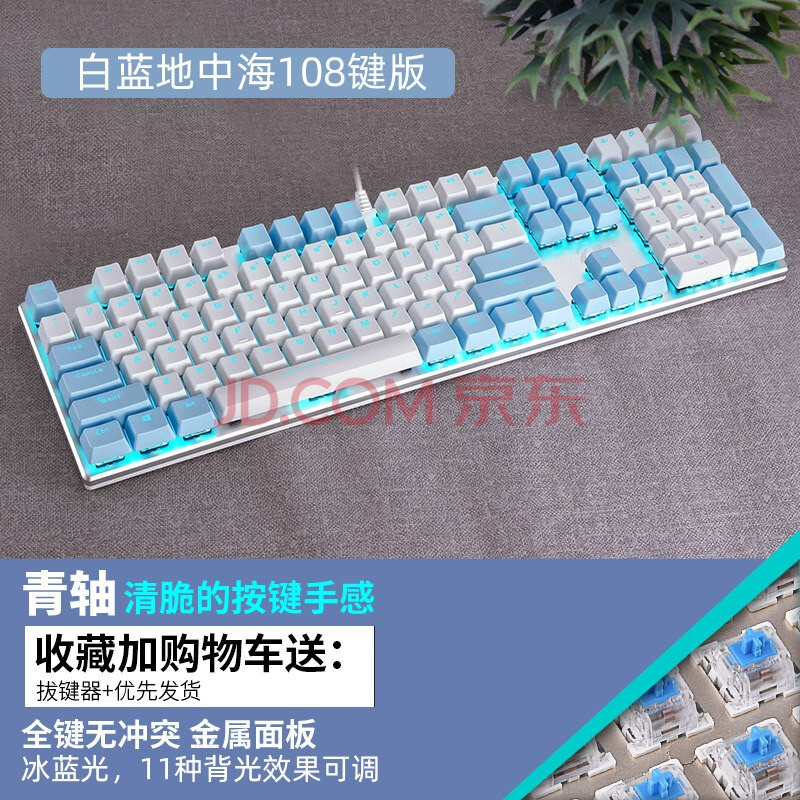 白蓝地中海108键版
JD.COM 京东
青轴 清脆的按键手感
收藏加购物车送：
拔键器+优先发货
全键无冲突 金属面板
冰蓝光，11种背光效果可调